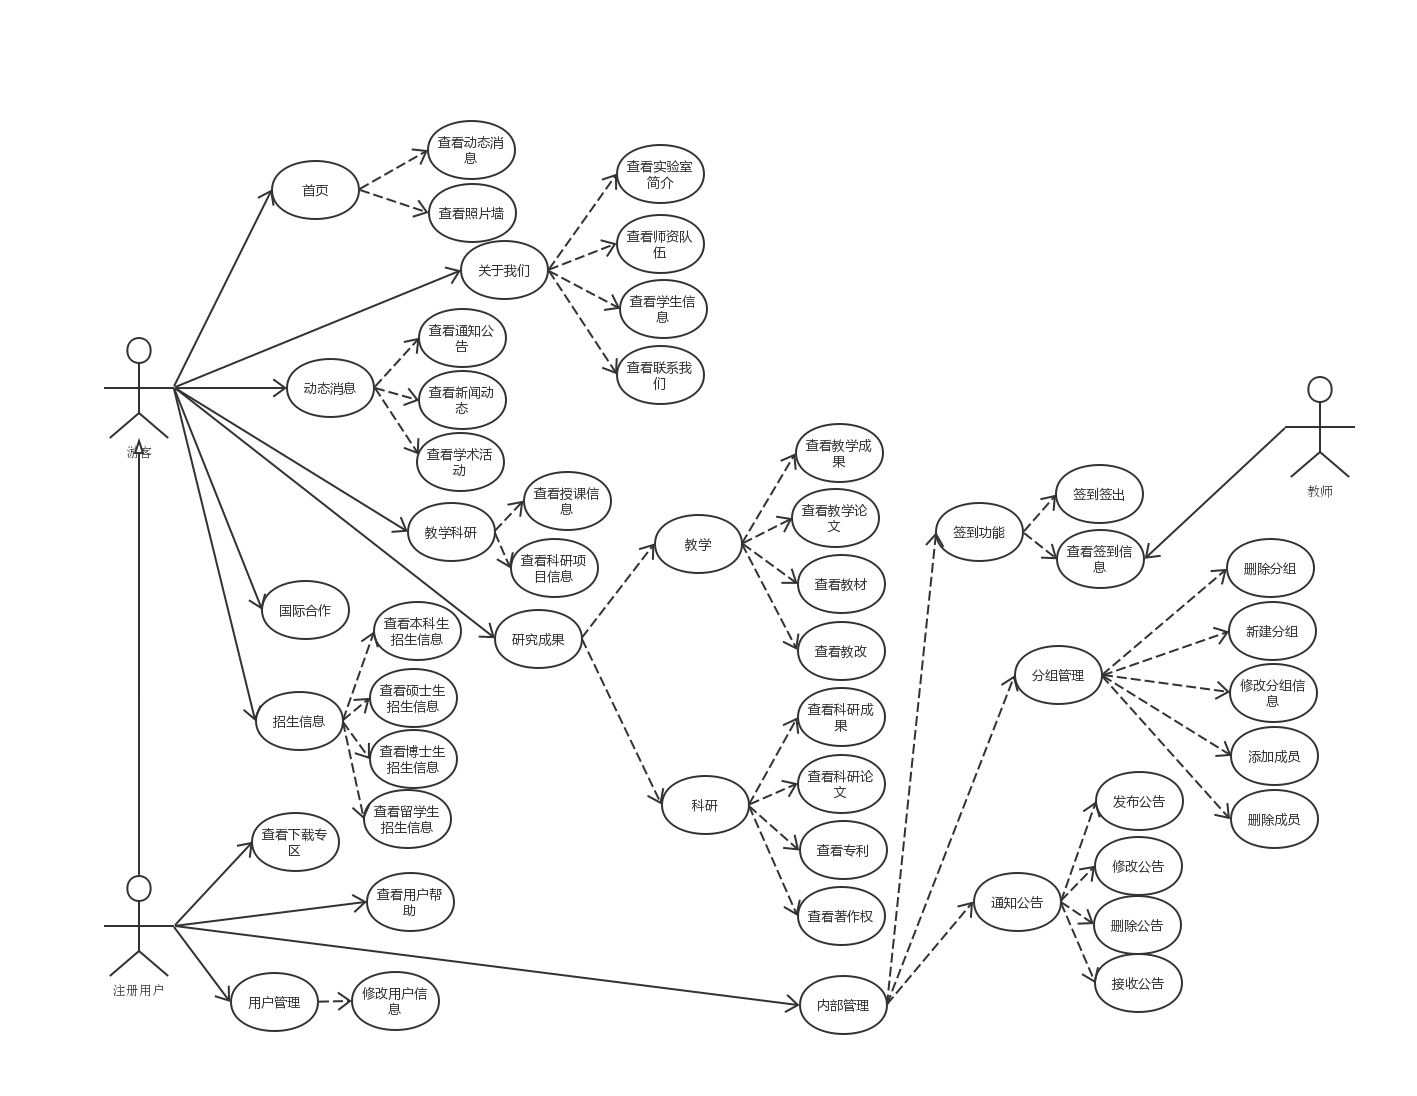 查看动态消
息
首页
查看照片墙
查看实验室
简介
查看师资队
伍
关于我们
查看学生信
息
查看联系我
们
查看通知公
告
动态消息
查看新闻动
态
查看学术活
动
游客
教师
查看授课信
息
教学科研
查看科研项
目信息
查看教学成
果
查看教学论
文
教学
查看教材
查看教改
签到签出
签到功能
查看签到信
息
国际合作
研究成果
查看本科生
招生信息
查看硕士生
招生信息
招生信息
查看博士生
招生信息
查看留学生
招生信息
查看科研成
果
查看科研论
文
科研
查看专利
查看著作权
删除分组
新建分组
分组管理
修改分组信
息
添加成员
删除成员
发布公告
修改公告
通知公告
删除公告
接收公告
查看下载专
区
查看用户帮
助
注册用户
用户管理
修改用户信
息
内部管理